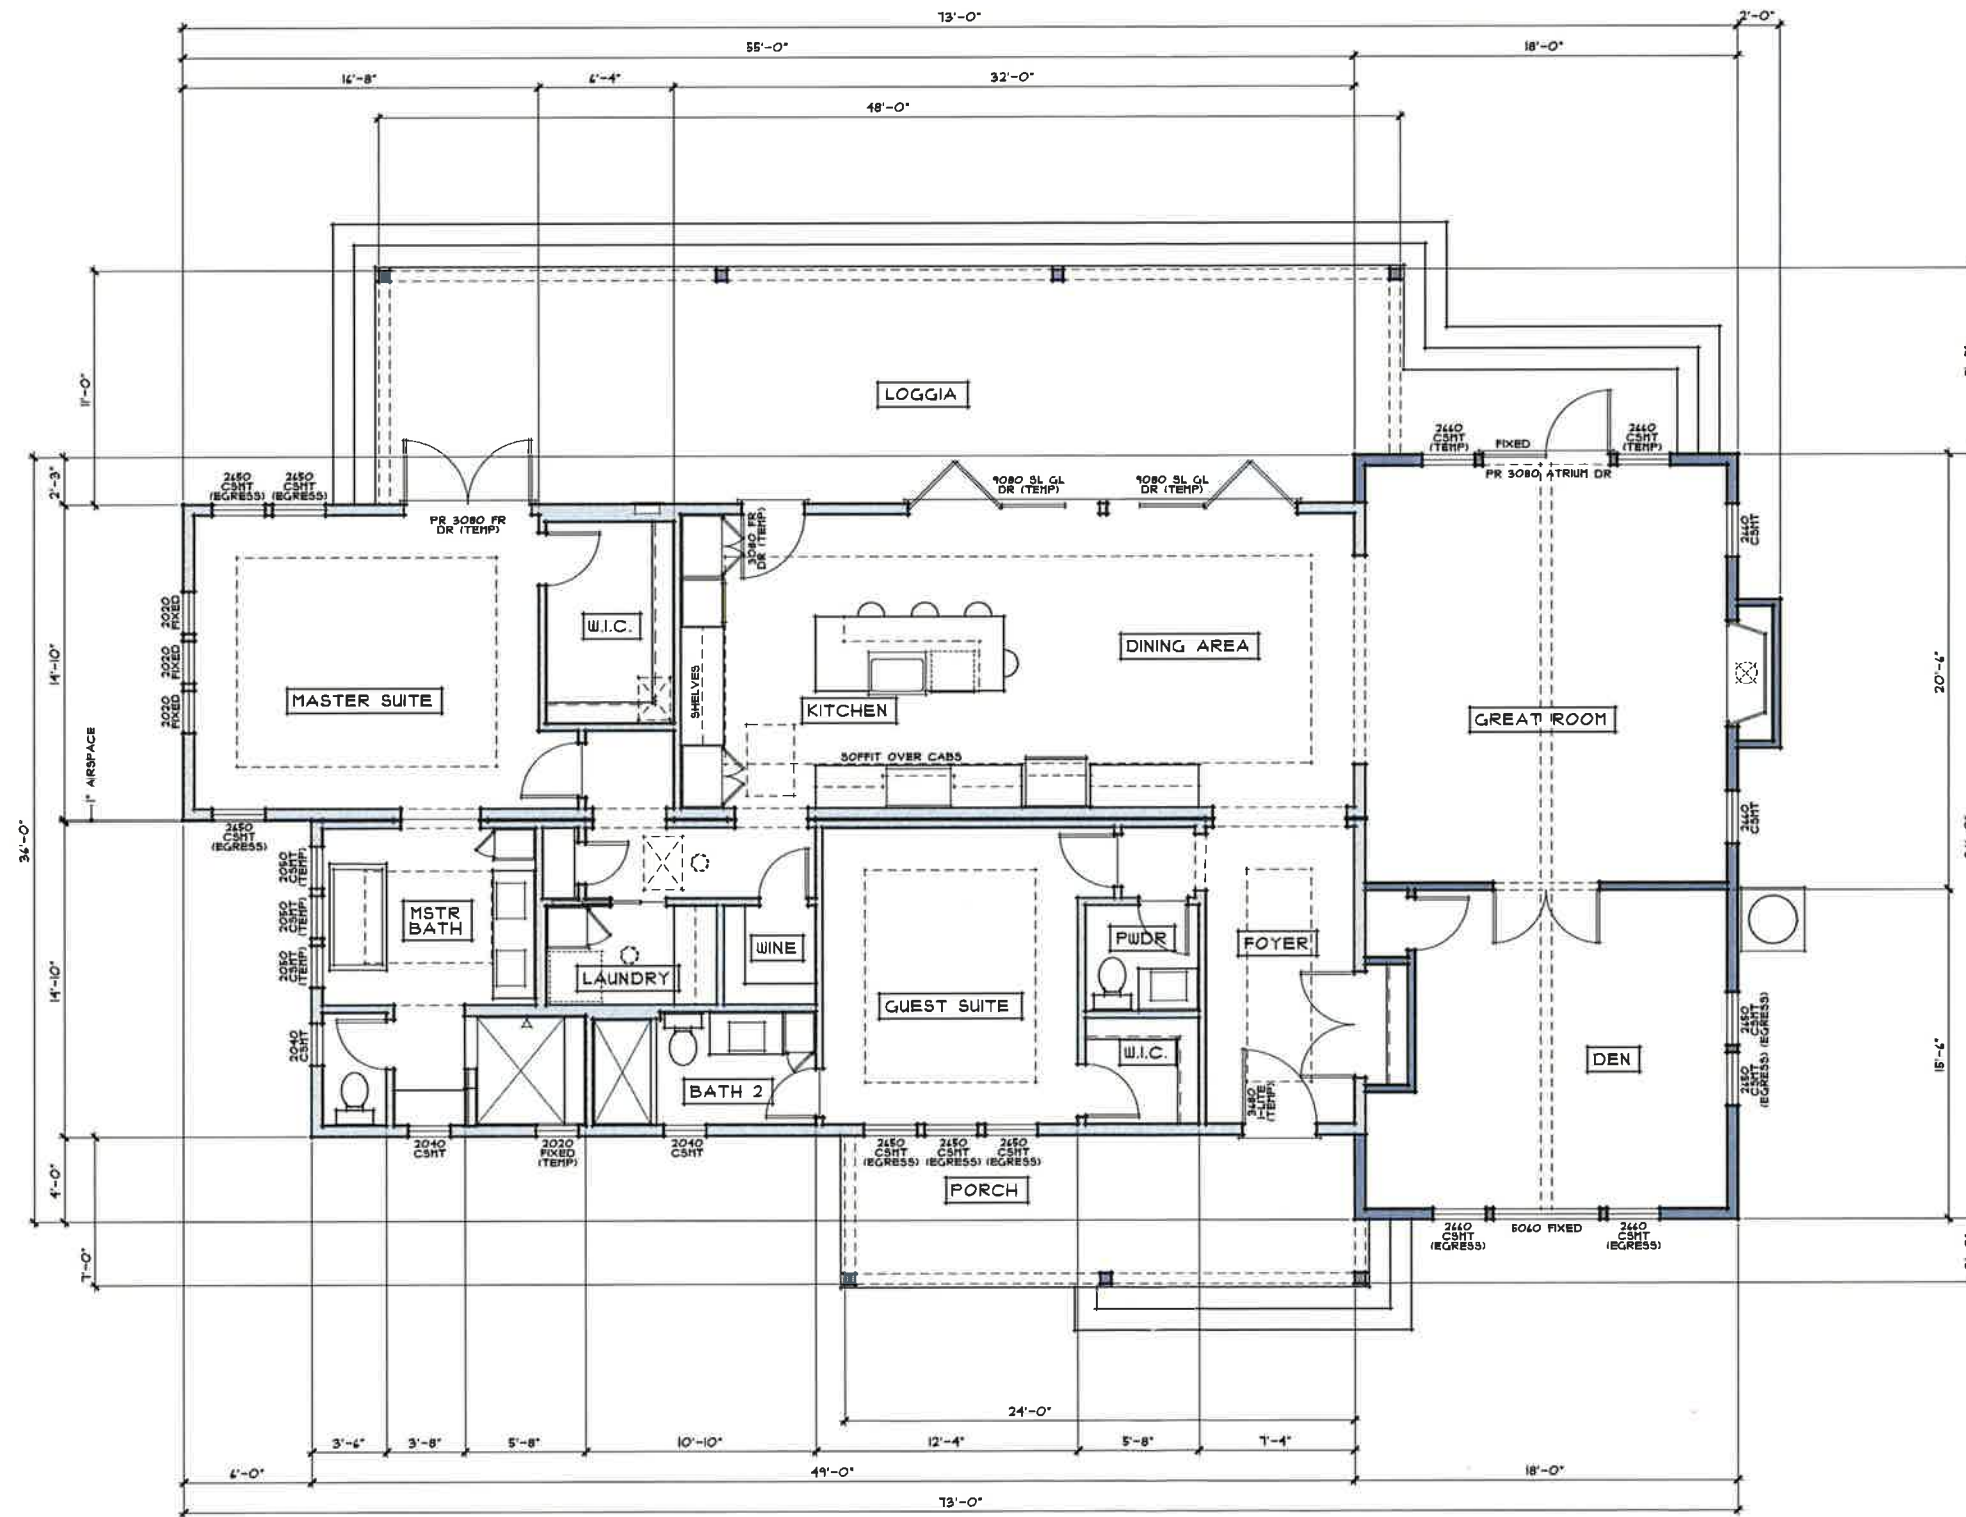 73'-0"
2'-0"
55'-0"
18'-0"
16'-8"
6'-4"
32'-0"
48'-0"
11'-0"
LOGGIA
2660
CSMT
(TEMP)
FIXED
2660
CSMT
(TEMP)
PR 3080 ATRIUM DR
2'-3"
2650
CSMT
(EGRESS)
2650
CSMT
(EGRESS)
PR 3080 FR
DR (TEMP)
3080 FR
DR (TEMP)
9080 SL GL
DR (TEMP)
9080 SL GL
DR (TEMP)
2660
CSMT
2020
FIXED
2020
FIXED
2020
FIXED
W.I.C.
DINING AREA
14'-10"
MASTER SUITE
SHELVES
KITCHEN
GREAT ROOM
20'-6"
1" AIRSPACE
SOFFIT OVER CABS
2660
CSMT
36'-0"
2650
CSMT
(EGRESS)
2050
CSMT
(TEMP)
2050
CSMT
(TEMP)
2050
CSMT
(TEMP)
MSTR
BATH
WINE
PWDR
FOYER
LAUNDRY
14'-10"
GUEST SUITE
2040
CSMT
W.I.C.
DEN
2650
CSMT
(EGRESS)
2650
CSMT
(EGRESS)
15'-6"
BATH 2
3680
1-LITE
(TEMP)
2040
CSMT
2020
FIXED
(TEMP)
2040
CSMT
2650
CSMT
(EGRESS)
2650
CSMT
(EGRESS)
2650
CSMT
(EGRESS)
4'-0"
PORCH
2660
CSMT
(EGRESS)
5060 FIXED
2660
CSMT
(EGRESS)
7'-0"
24'-0"
3'-6"
3'-8"
5'-8"
10'-10"
12'-4"
5'-8"
7'-4"
6'-0"
49'-0"
18'-0"
73'-0"